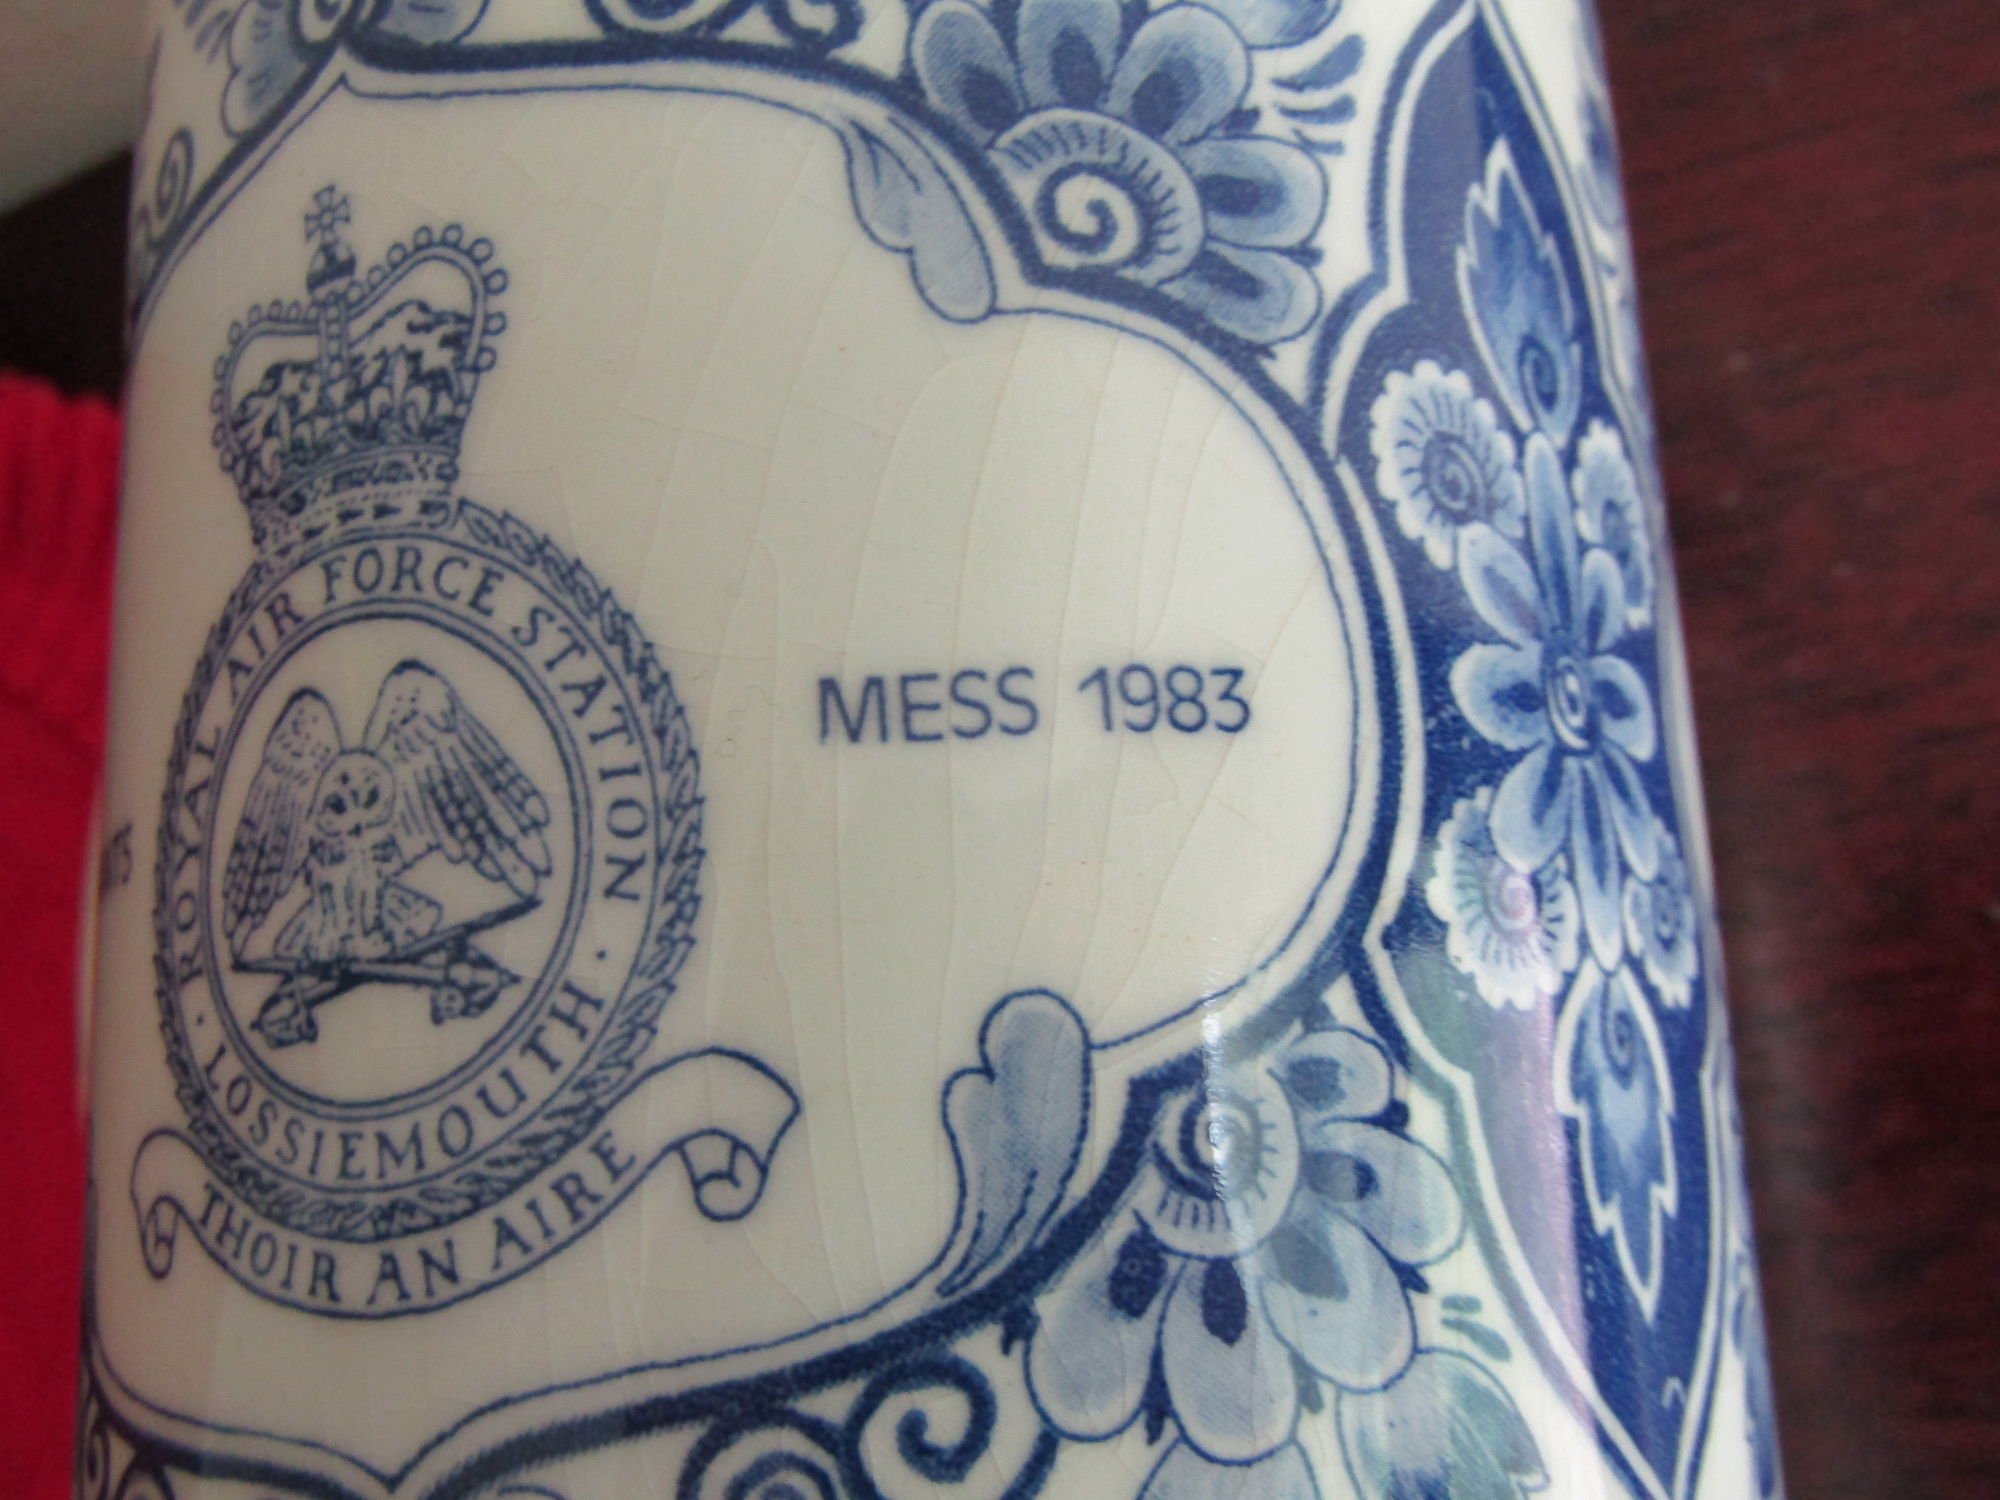 ROYAL AIR FORCE STATION
LOSSIEMOUTH
THOIR AN AIRE
MESS 1983